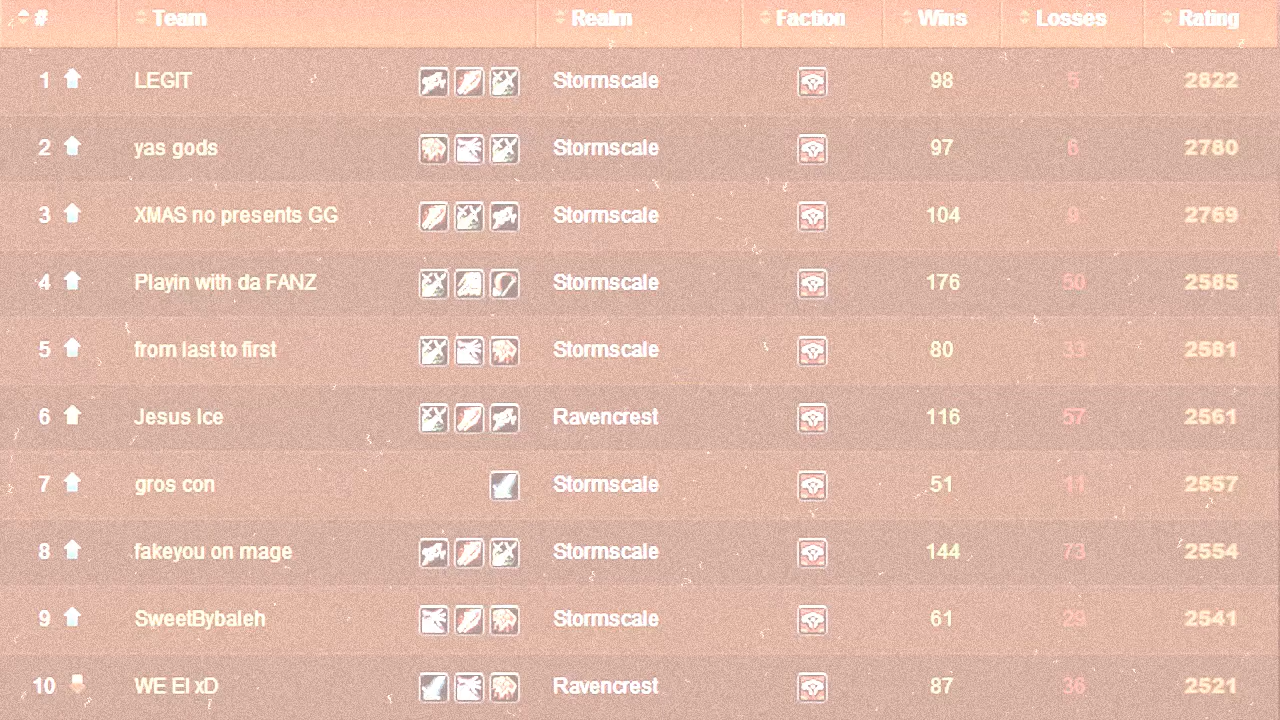 # Team Realm Faction Wins Losses Rating
1 LEGIT Stormscale 98 5 2822
2 yas gods Stormscale 97 6 2780
3 XMAS no presents GG Stormscale 104 9 2769
4 Playin with da FANZ Stormscale 176 50 2585
5 from last to first Stormscale 80 33 2581
6 Jesus Ice Ravencrest 116 57 2561
7 gros con Stormscale 51 11 2557
8 fakeyou on mage Stormscale 144 73 2554
9 SweetBybaleh Stormscale 61 29 2541
10 WE EI xD Ravencrest 87 36 2521